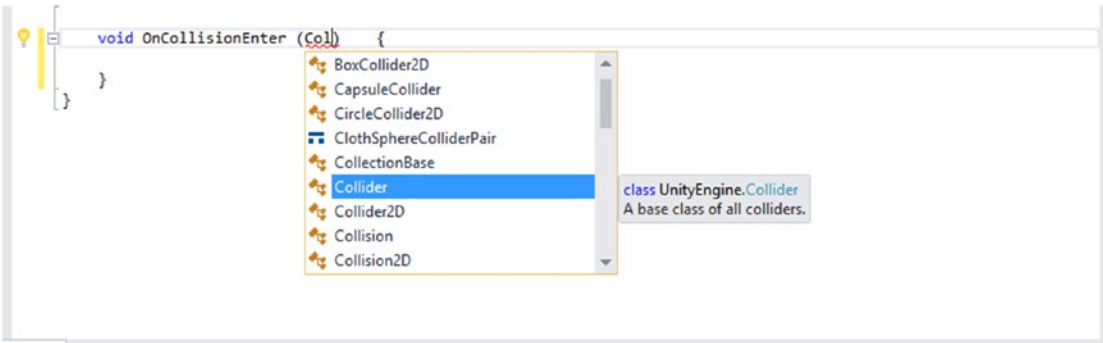 void OnCollisionEnter (Col)    {
BoxCollider2D
CapsuleCollider
CircleCollider2D
ClothSphereColliderPair
CollectionBase
Collider
Collider2D
Collision
Collision2D
class UnityEngine.Collider
A base class of all colliders.
}
}